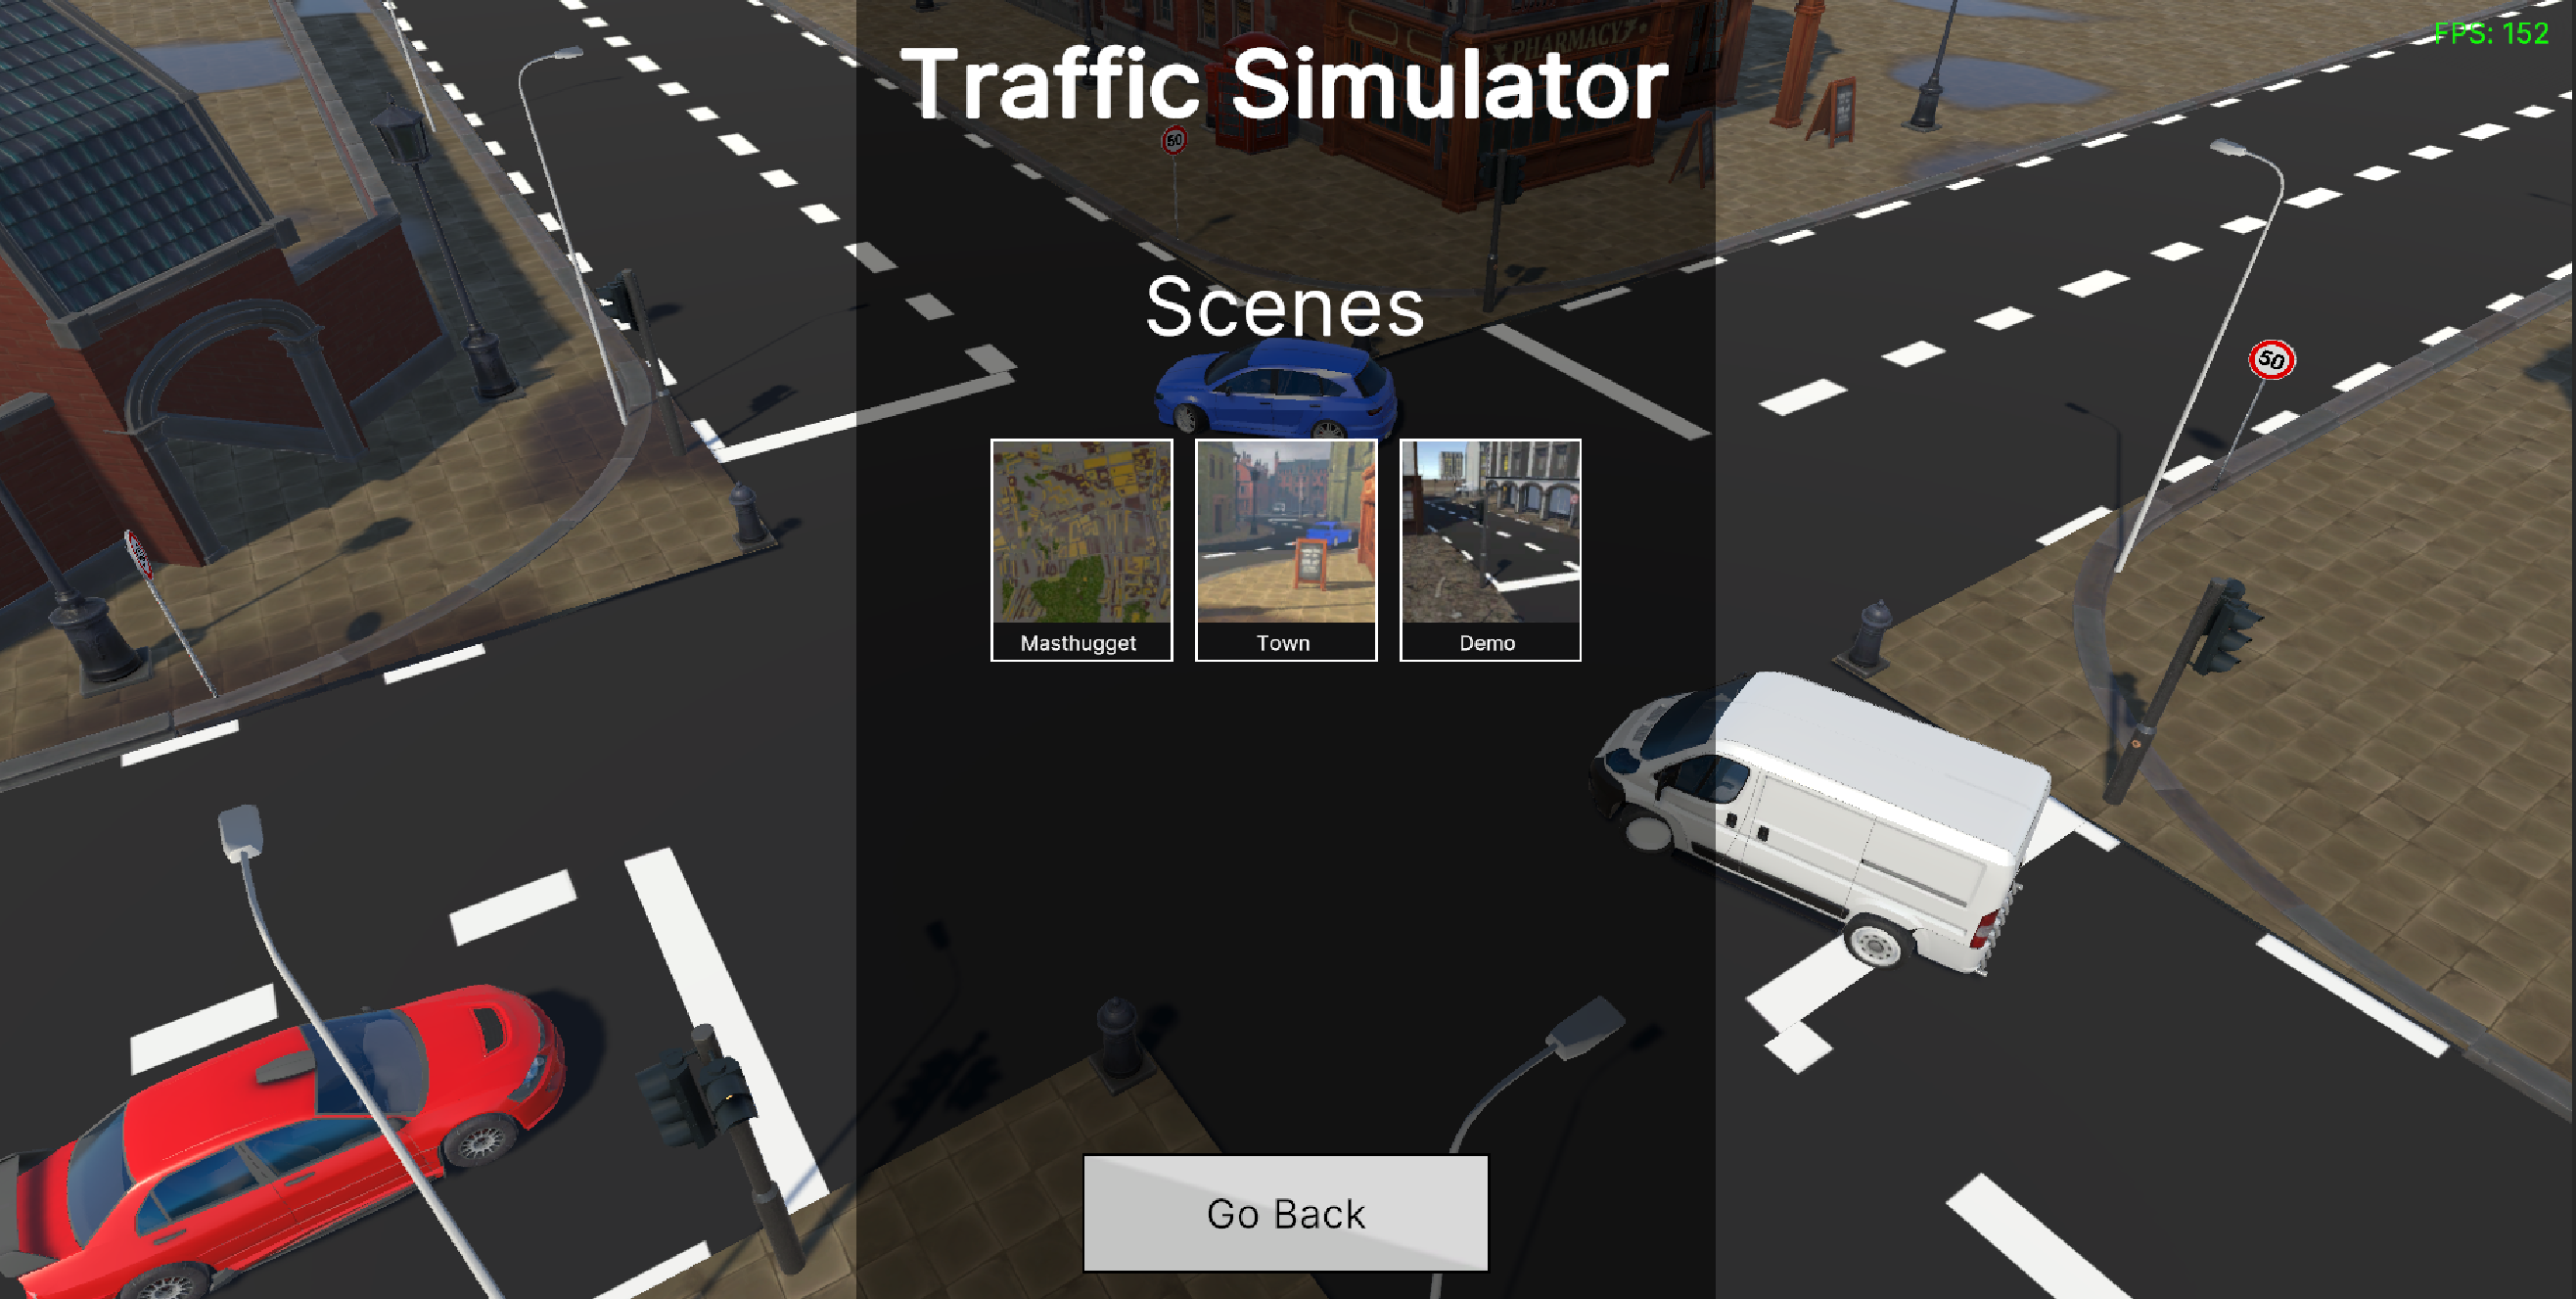 FPS: 152
PHARMACY
Traffic Simulator
50
Scenes
50
Masthugget
Town
Demo
Go Back